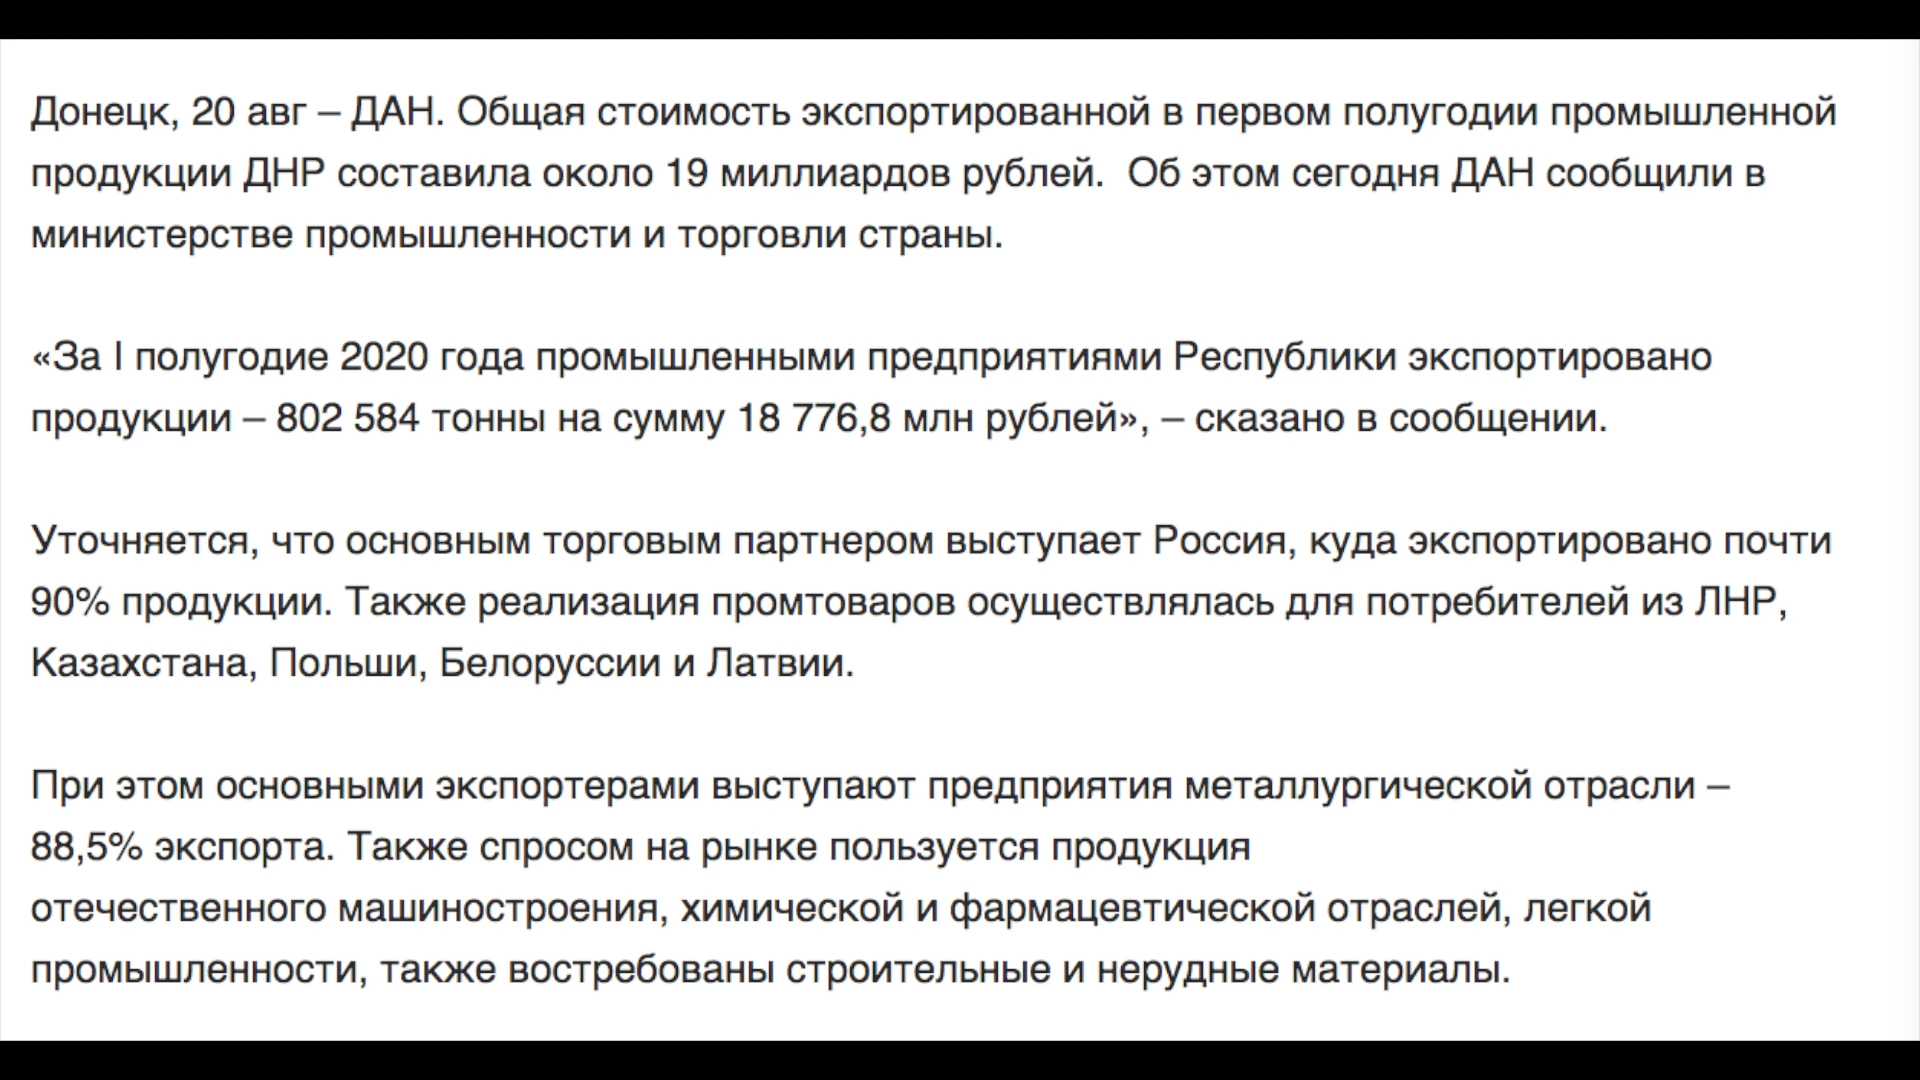 Донецк, 20 авг – ДАН. Общая стоимость экспортированной в первом полугодии промышленной
продукции ДНР составила около 19 миллиардов рублей.  Об этом сегодня ДАН сообщили в
министерстве промышленности и торговли страны.
«За I полугодие 2020 года промышленными предприятиями Республики экспортировано
продукции – 802 584 тонны на сумму 18 776,8 млн рублей», – сказано в сообщении.
Уточняется, что основным торговым партнером выступает Россия, куда экспортировано почти
90% продукции. Также реализация промтоваров осуществлялась для потребителей из ЛНР,
Казахстана, Польши, Белоруссии и Латвии.
При этом основными экспортерами выступают предприятия металлургической отрасли –
88,5% экспорта. Также спросом на рынке пользуется продукция
отечественного машиностроения, химической и фармацевтической отраслей, легкой
промышленности, также востребованы строительные и нерудные материалы.